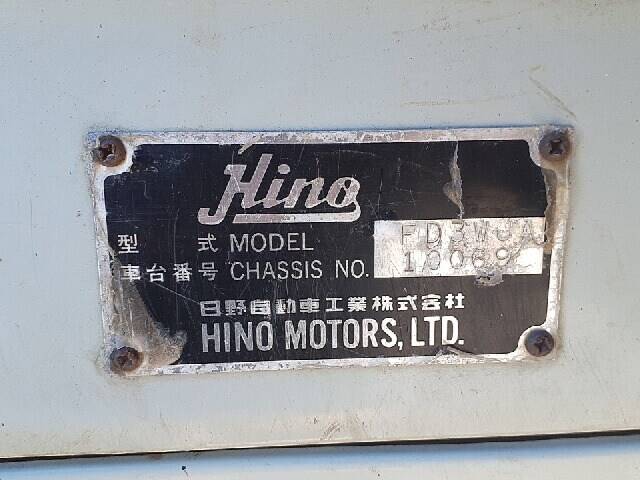 Hino
型 式 MODEL FD3WJA
車台番号 CHASSIS NO.
日野自動車工業株式会社
HINO MOTORS, LTD.